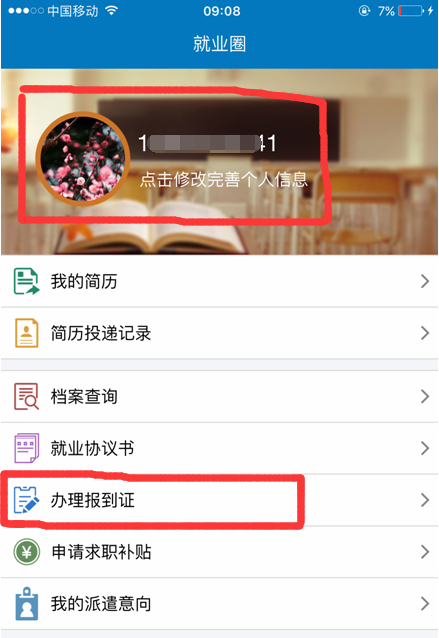 中国移动 09:08 7%
就业圈
1 41
点击修改完善个人信息
我的简历
简历投递记录
档案查询
就业协议书
办理报到证
¥ 申请求职补贴
我的派遣意向